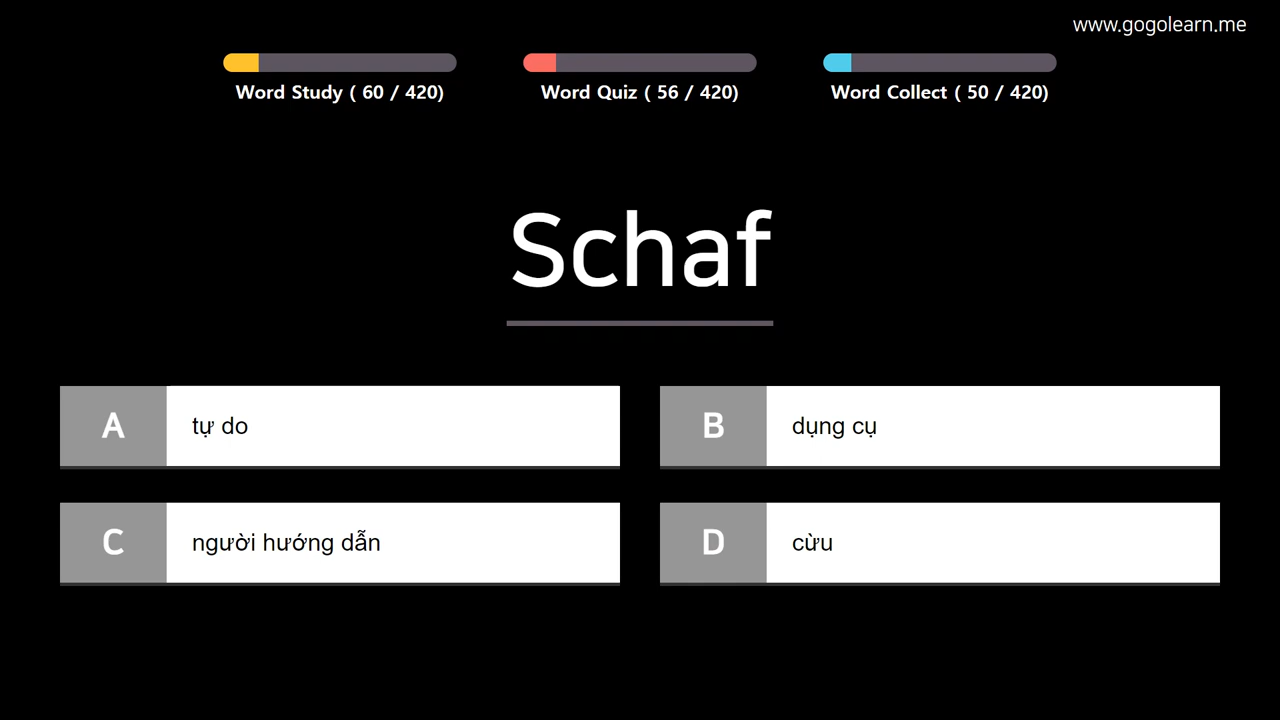 www.gogolearn.me
Word Study ( 60 / 420)
Word Quiz ( 56 / 420)
Word Collect ( 50 / 420)
Schaf
A tự do
B dụng cụ
C người hướng dẫn
D cừu